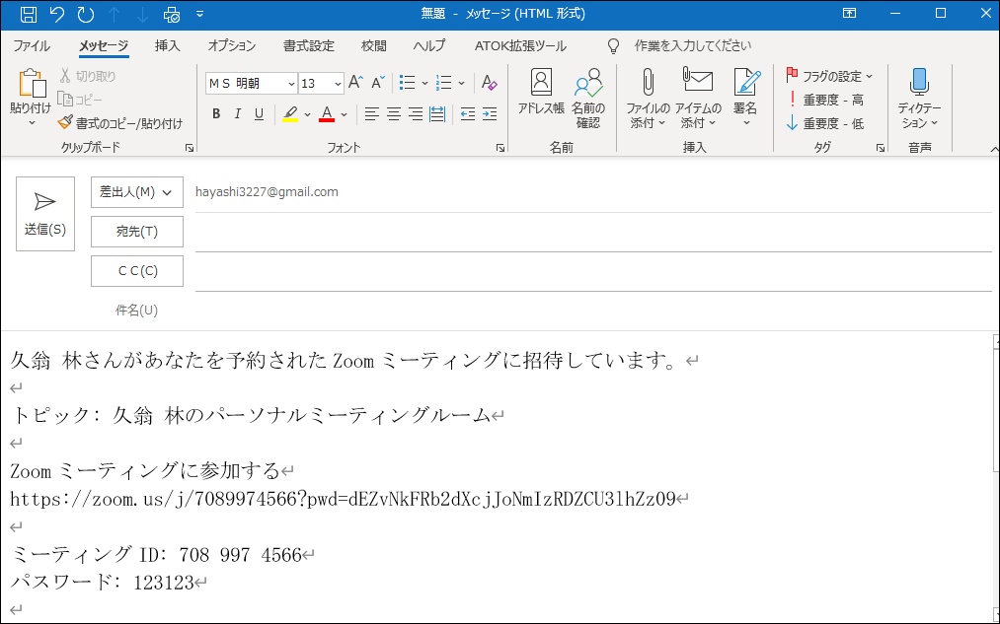 無題 - メッセージ (HTML 形式)
ファイル メッセージ 挿入 オプション 書式設定 校閲 ヘルプ ATOK拡張ツール 作業を入力してください
貼り付け
切り取り
コピー
書式のコピー/貼り付け
クリップボード
ＭＳ 明朝 13 A A
B I U A
フォント
アドレス帳
名前の
確認
名前
ファイルの
添付
アイテムの
添付
署名
挿入
フラグの設定
重要度 - 高
重要度 - 低
タグ
ディクテー
ション
音声
送信(S)
差出人(M) hayashi3227@gmail.com
宛先(T)
ＣＣ(C)
件名(U)
久翁 林さんがあなたを予約された Zoom ミーティングに招待しています。↵
↵
トピック: 久翁 林のパーソナルミーティングルーム↵
↵
Zoom ミーティングに参加する↵
https://zoom.us/j/7089974566?pwd=dEZvNkFRb2dXcjJoNmIzRDZCU3lhZz09↵
↵
ミーティング ID: 708 997 4566↵
パスワード: 123123↵
↵